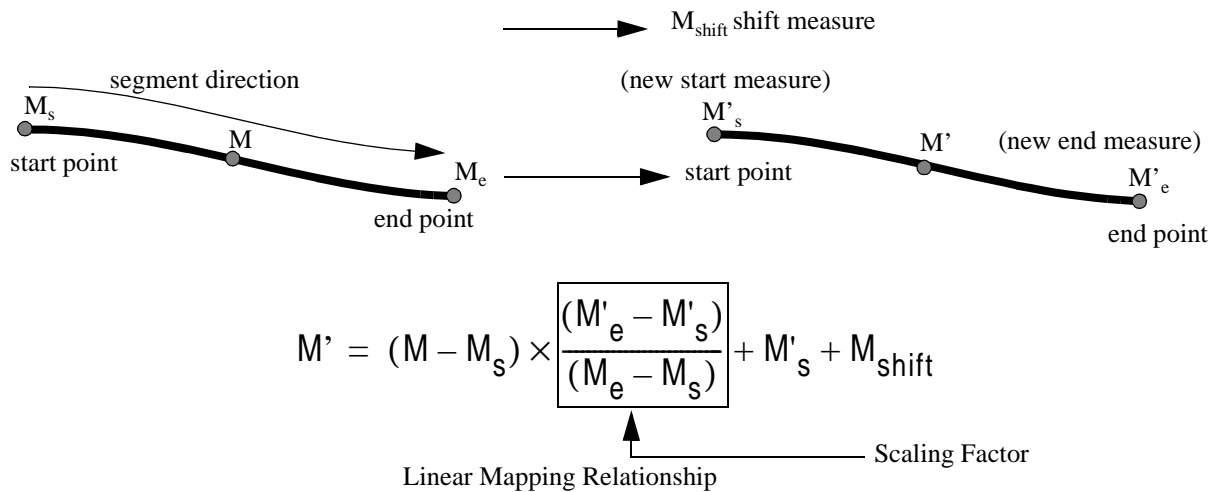 M_shift shift measure
segment direction
(new start measure)
M_s
M
M_e
start point
end point
M'_s
M'
(new end measure)
start point
M'_e
end point
M' = (M – M_s) × (M'_e – M'_s) / (M_e – M_s) + M'_s + M_shift
Scaling Factor
Linear Mapping Relationship